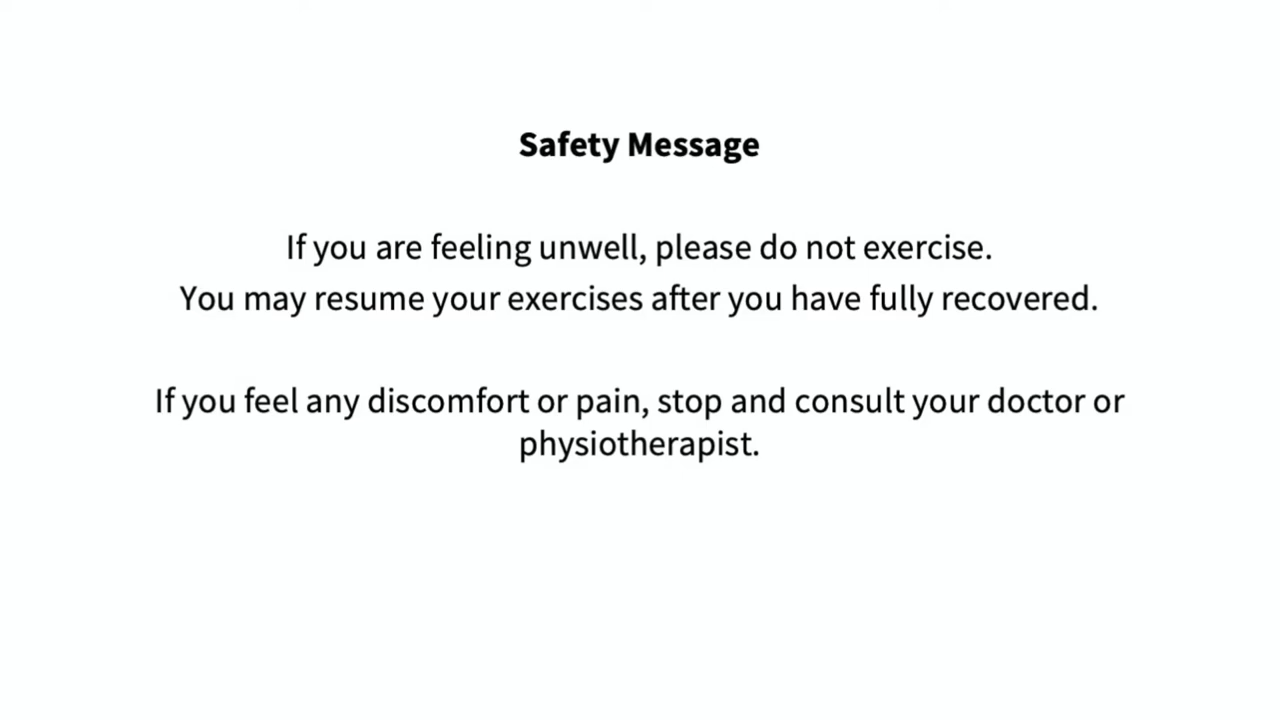 Safety Message
If you are feeling unwell, please do not exercise.
You may resume your exercises after you have fully recovered.
If you feel any discomfort or pain, stop and consult your doctor or
physiotherapist.